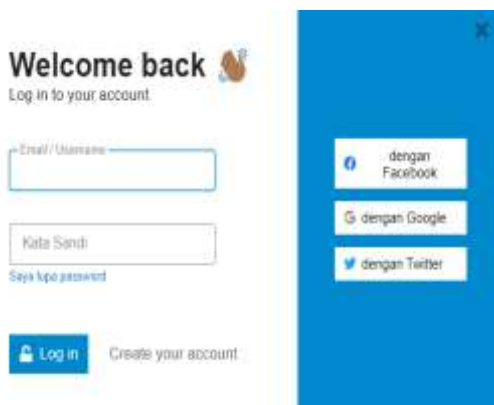 Welcome back
Log in to your account
Email / Username
Kata Sandi
Saya lupa password
Log in
Create your account
dengan
Facebook
dengan Google
dengan Twitter